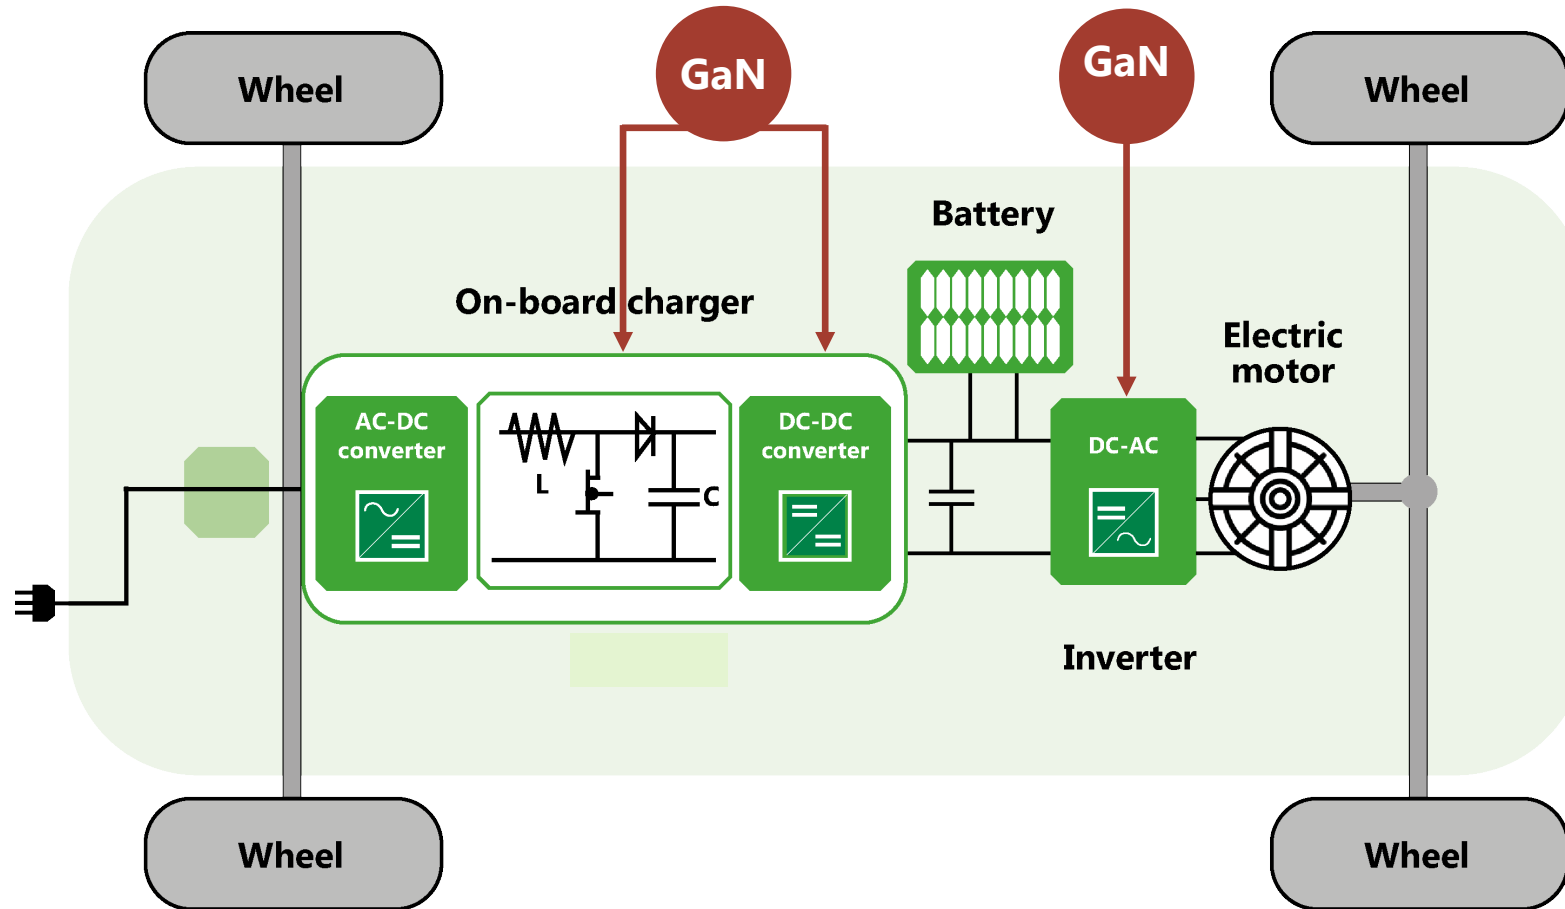 Wheel
GaN
GaN
Wheel
Battery
On-board charger
Electric
motor
AC-DC
converter
L
C
DC-DC
converter
DC-AC
Inverter
Wheel
Wheel